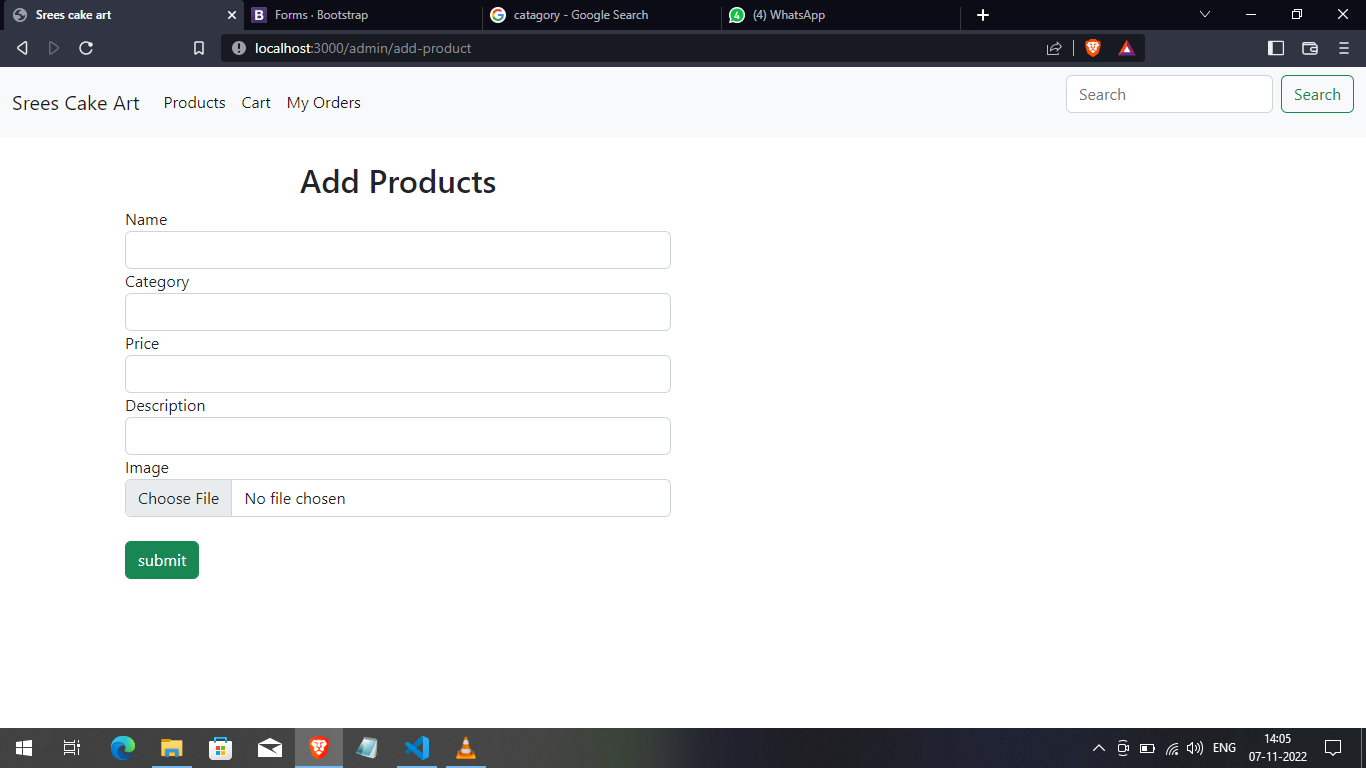 Srees cake art
Forms · Bootstrap
catagory - Google Search
(4) WhatsApp
localhost:3000/admin/add-product
Srees Cake Art Products Cart My Orders
Search Search
Add Products
Name
Category
Price
Description
Image
Choose File No file chosen
submit
ENG
14:05
07-11-2022